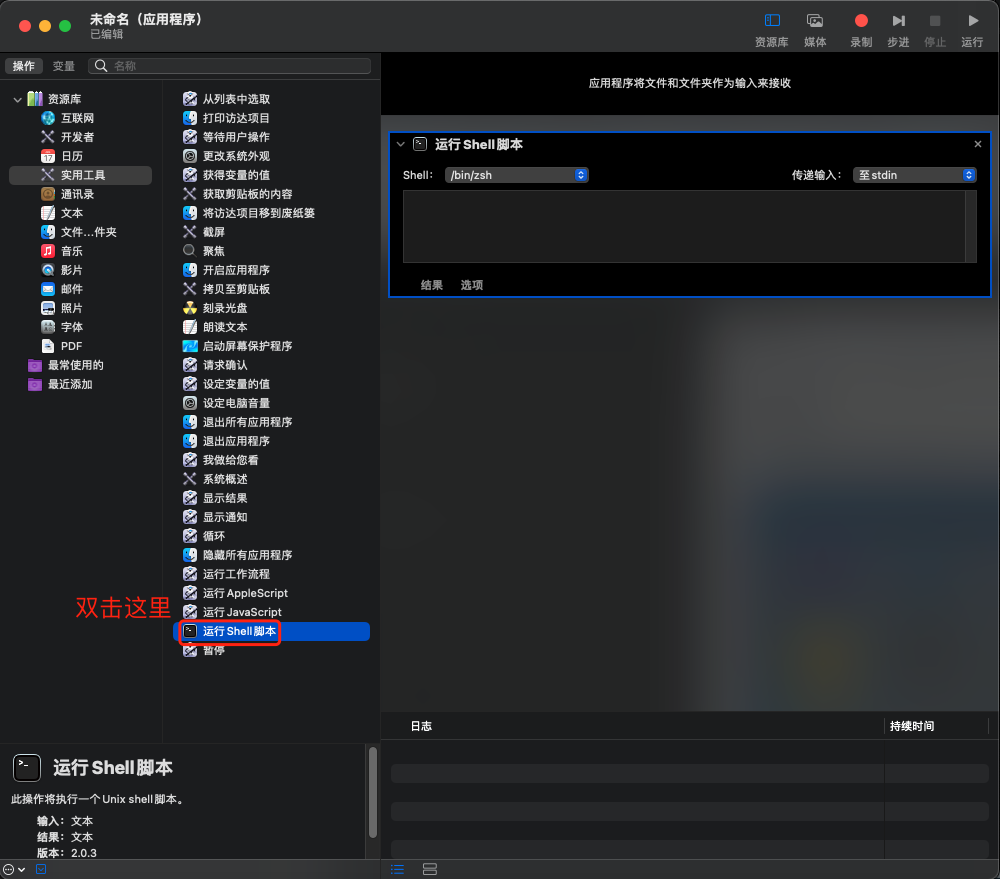 未命名（应用程序）
已编辑
资源库
媒体
录制
步进
停止
运行
操作
变量
名称
资源库
互联网
开发者
17
日历
实用工具
通讯录
文本
文件...件夹
音乐
影片
邮件
照片
字体
PDF
最常使用的
最近添加
从列表中选取
打印访达项目
等待用户操作
更改系统外观
获得变量的值
获取剪贴板的内容
将访达项目移到废纸篓
截屏
聚焦
开启应用程序
拷贝至剪贴板
刻录光盘
朗读文本
启动屏幕保护程序
请求确认
设定变量的值
设定电脑音量
退出所有应用程序
退出应用程序
我做给您看
系统概述
显示结果
显示通知
循环
隐藏所有应用程序
运行工作流程
运行 AppleScript
运行 JavaScript
双击这里
运行 Shell 脚本
暂停
应用程序将文件和文件夹作为输入来接收
运行 Shell 脚本
Shell:
/bin/zsh
传递输入：
至 stdin
结果
选项
日志
持续时间
运行 Shell 脚本
此操作将执行一个 Unix shell 脚本。
输入：文本
结果：文本
版本：2.0.3